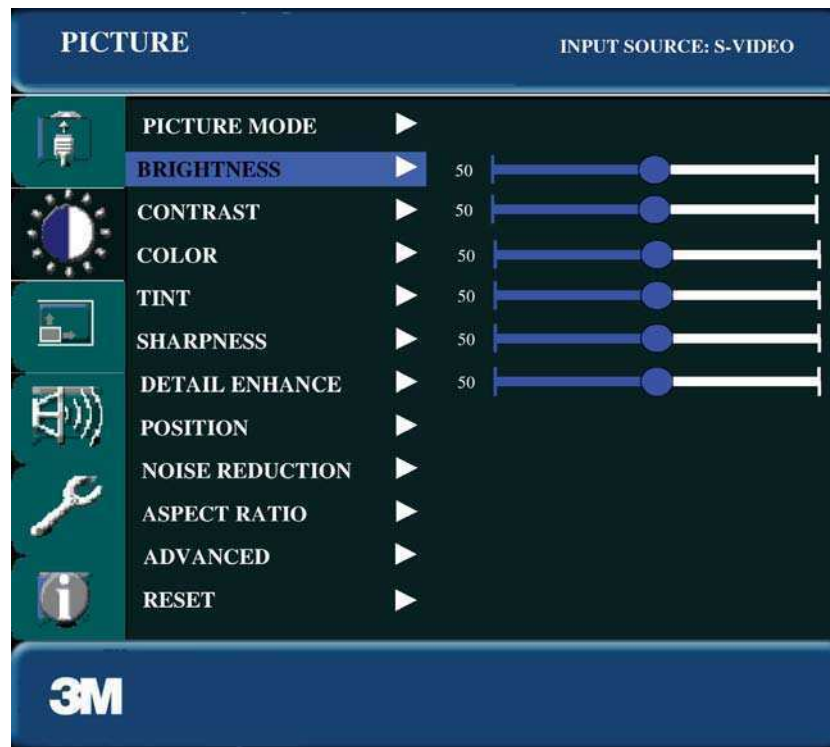 PICTURE
INPUT SOURCE: S-VIDEO
PICTURE MODE
BRIGHTNESS 50
CONTRAST 50
COLOR 50
TINT 50
SHARPNESS 50
DETAIL ENHANCE 50
POSITION
NOISE REDUCTION
ASPECT RATIO
ADVANCED
RESET
3M